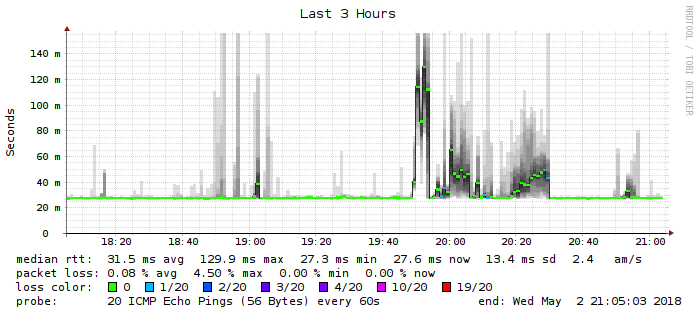 Last 3 Hours
RRDTOOL / TOBI OETIKER
Seconds
140 m
120 m
100 m
80 m
60 m
40 m
20 m
0
18:20 18:40 19:00 19:20 19:40 20:00 20:20 20:40 21:00
median rtt: 31.5 ms avg 129.9 ms max 27.3 ms min 27.6 ms now 13.4 ms sd 2.4 am/s
packet loss: 0.08 % avg 4.50 % max 0.00 % min 0.00 % now
loss color: 0 1/20 2/20 3/20 4/20 10/20 19/20
probe: 20 ICMP Echo Pings (56 Bytes) every 60s end: Wed May 2 21:05:03 2018